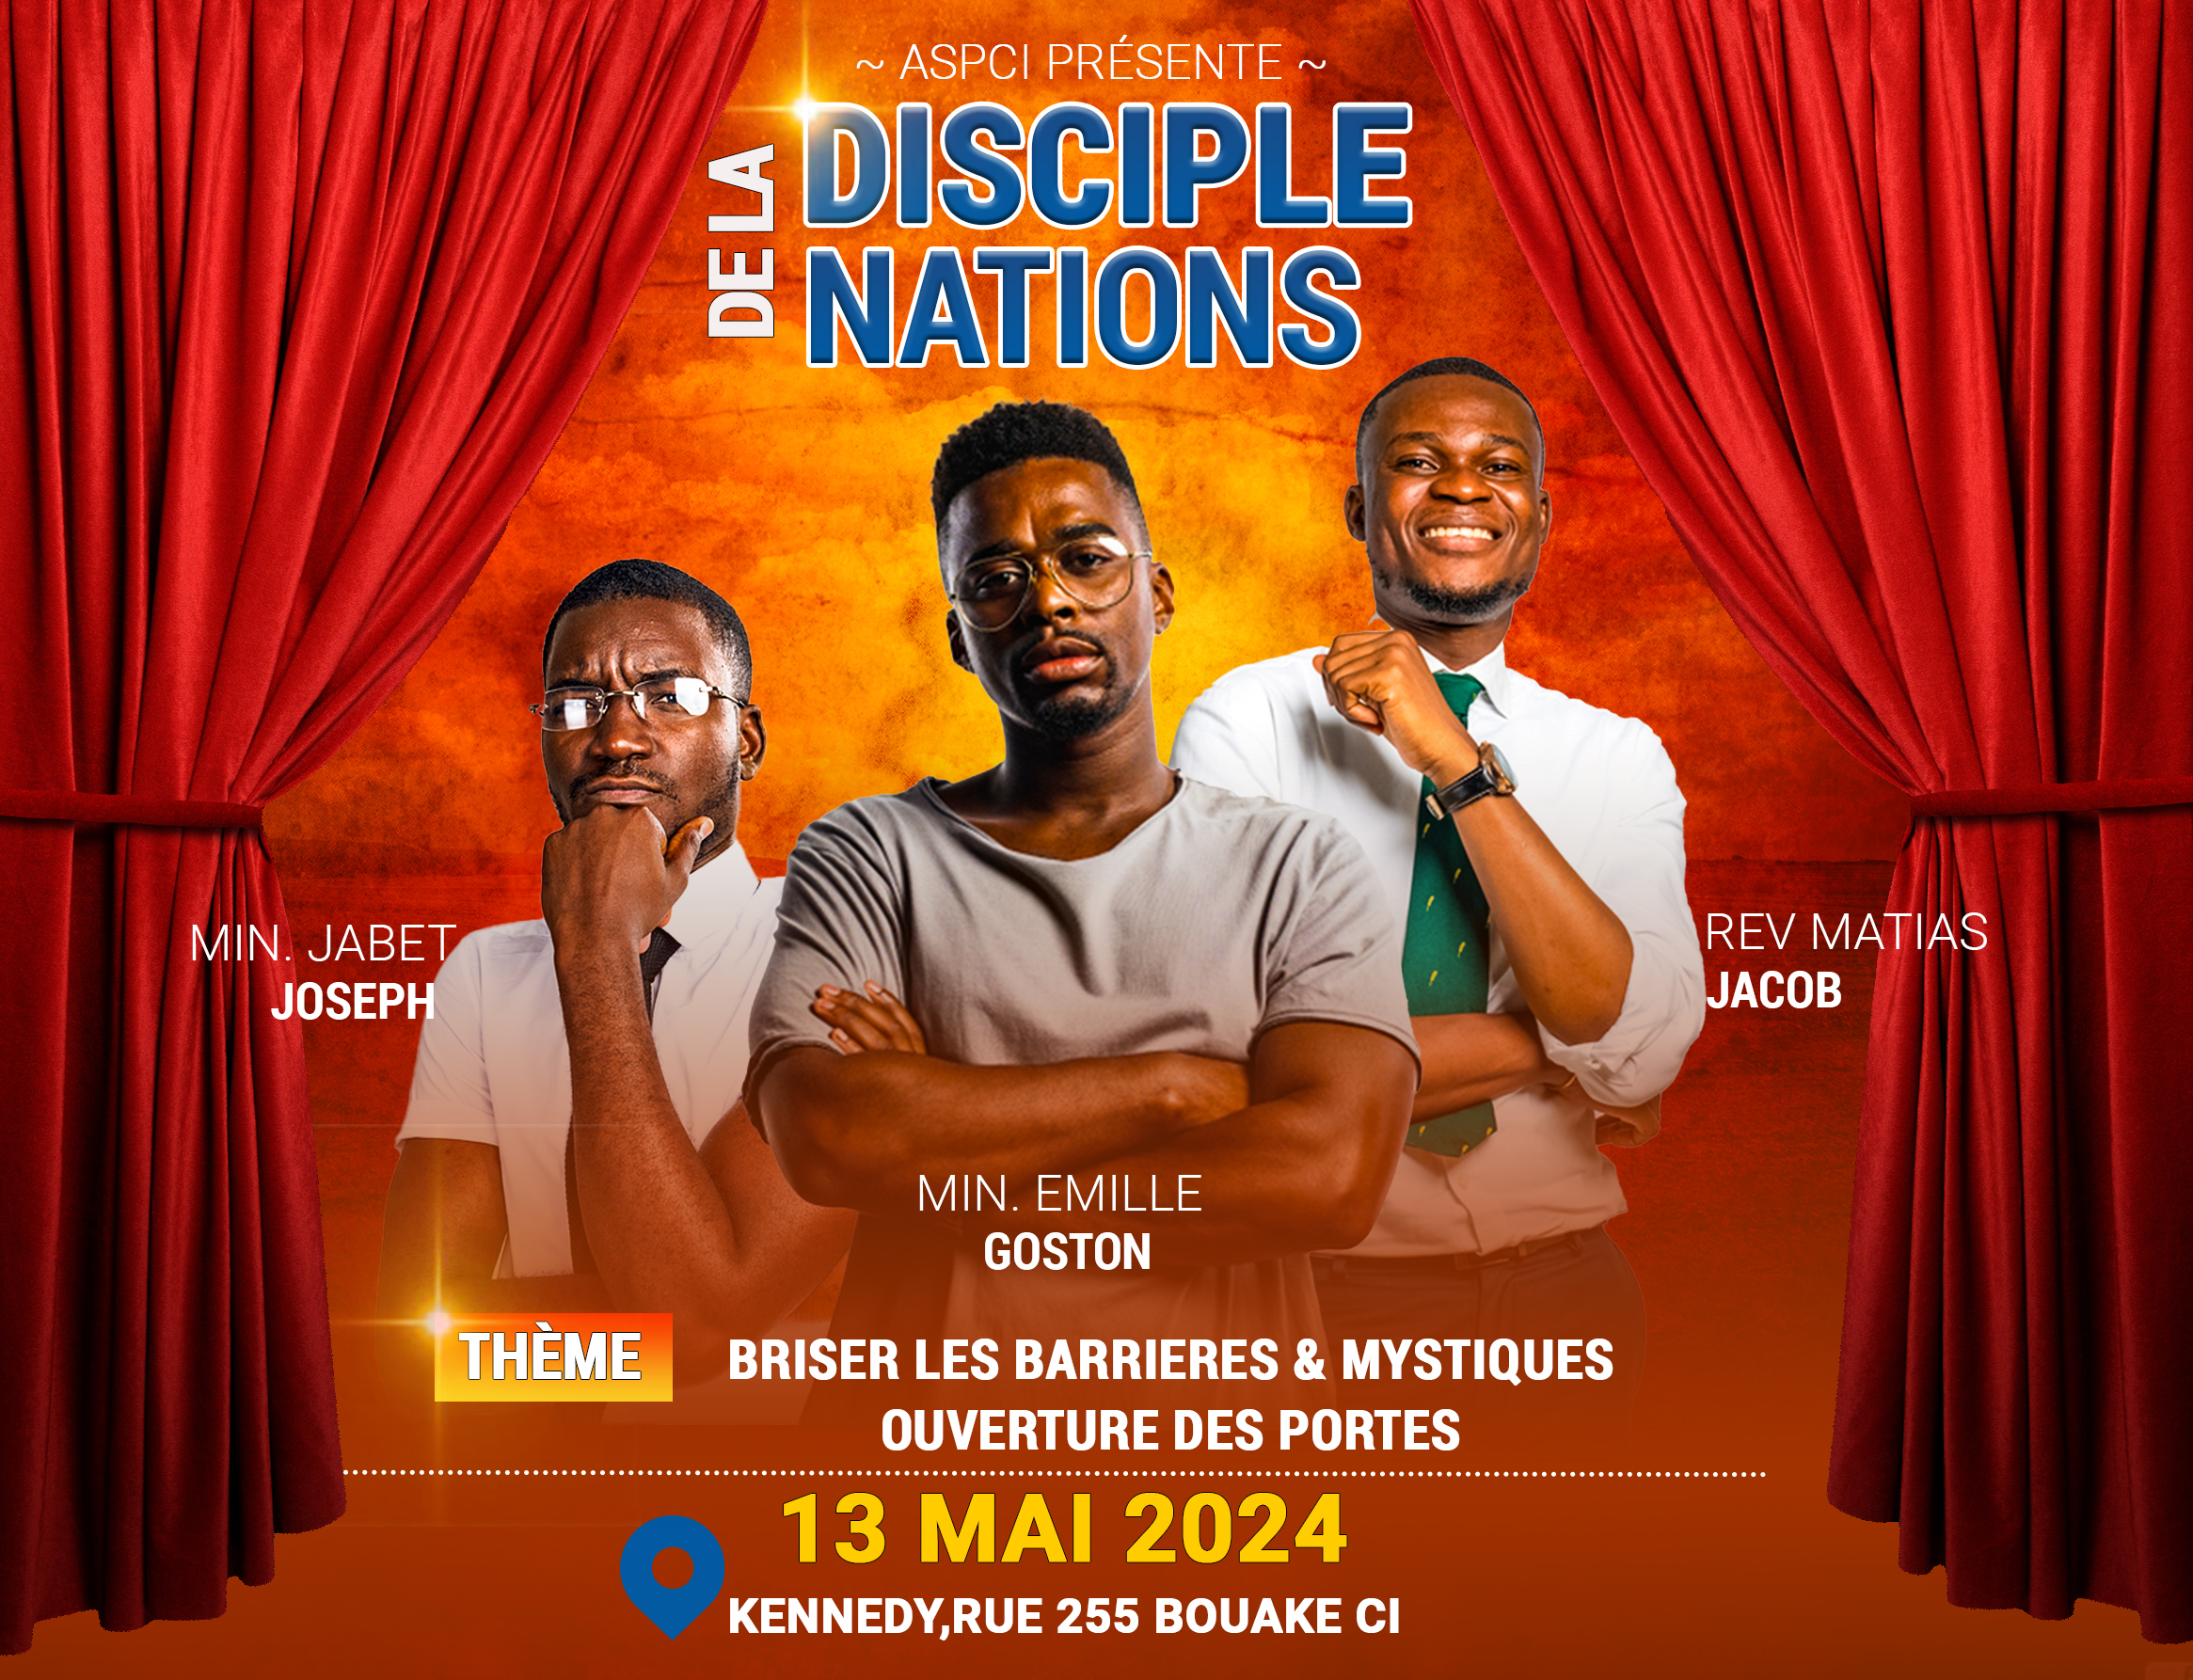 ~ ASPCI PRÉSENTE ~
DE LA
DISCIPLE
NATIONS
MIN. JABET
JOSEPH
REV MATIAS
JACOB
MIN. EMILLE
GOSTON
THÈME
BRISER LES BARRIERES & MYSTIQUES
OUVERTURE DES PORTES
13 MAI 2024
KENNEDY,RUE 255 BOUAKE CI